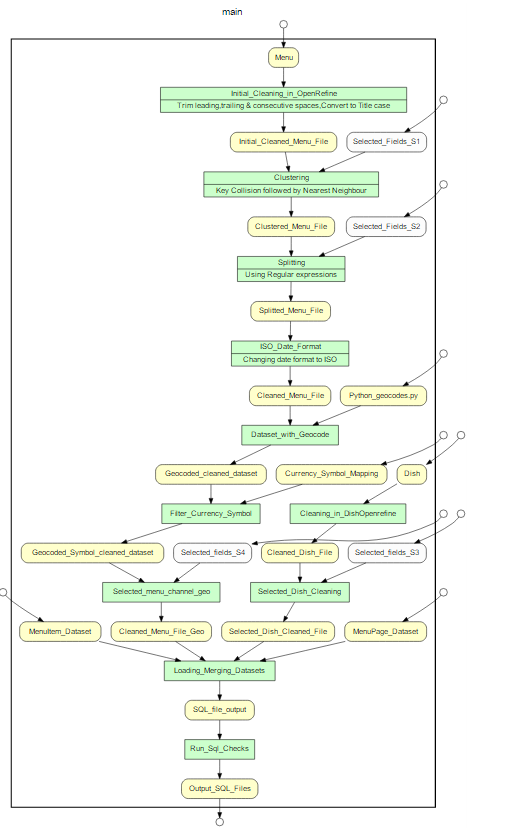 main
Menu
Initial_Cleaning_in_OpenRefine
Trim leading,trailing & consecutive spaces,Convert to Title case
Initial_Cleaned_Menu_File
Selected_Fields_S1
Clustering
Key Collision followed by Nearest Neighbour
Clustered_Menu_File
Selected_Fields_S2
Splitting
Using Regular expressions
Splitted_Menu_File
ISO_Date_Format
Changing date format to ISO
Cleaned_Menu_File
Python_geocodes.py
Dataset_with_Geocode
Geocoded_cleaned_dataset
Currency_Symbol_Mapping
Dish
Filter_Currency_Symbol
Cleaning_in_DishOpenrefine
Geocoded_Symbol_cleaned_dataset
Selected_fields_S4
Cleaned_Dish_File
Selected_fields_S3
Selected_menu_channel_geo
Selected_Dish_Cleaning
MenuItem_Dataset
Cleaned_Menu_File_Geo
Selected_Dish_Cleaned_File
MenuPage_Dataset
Loading_Merging_Datasets
SQL_file_output
Run_Sql_Checks
Output_SQL_Files